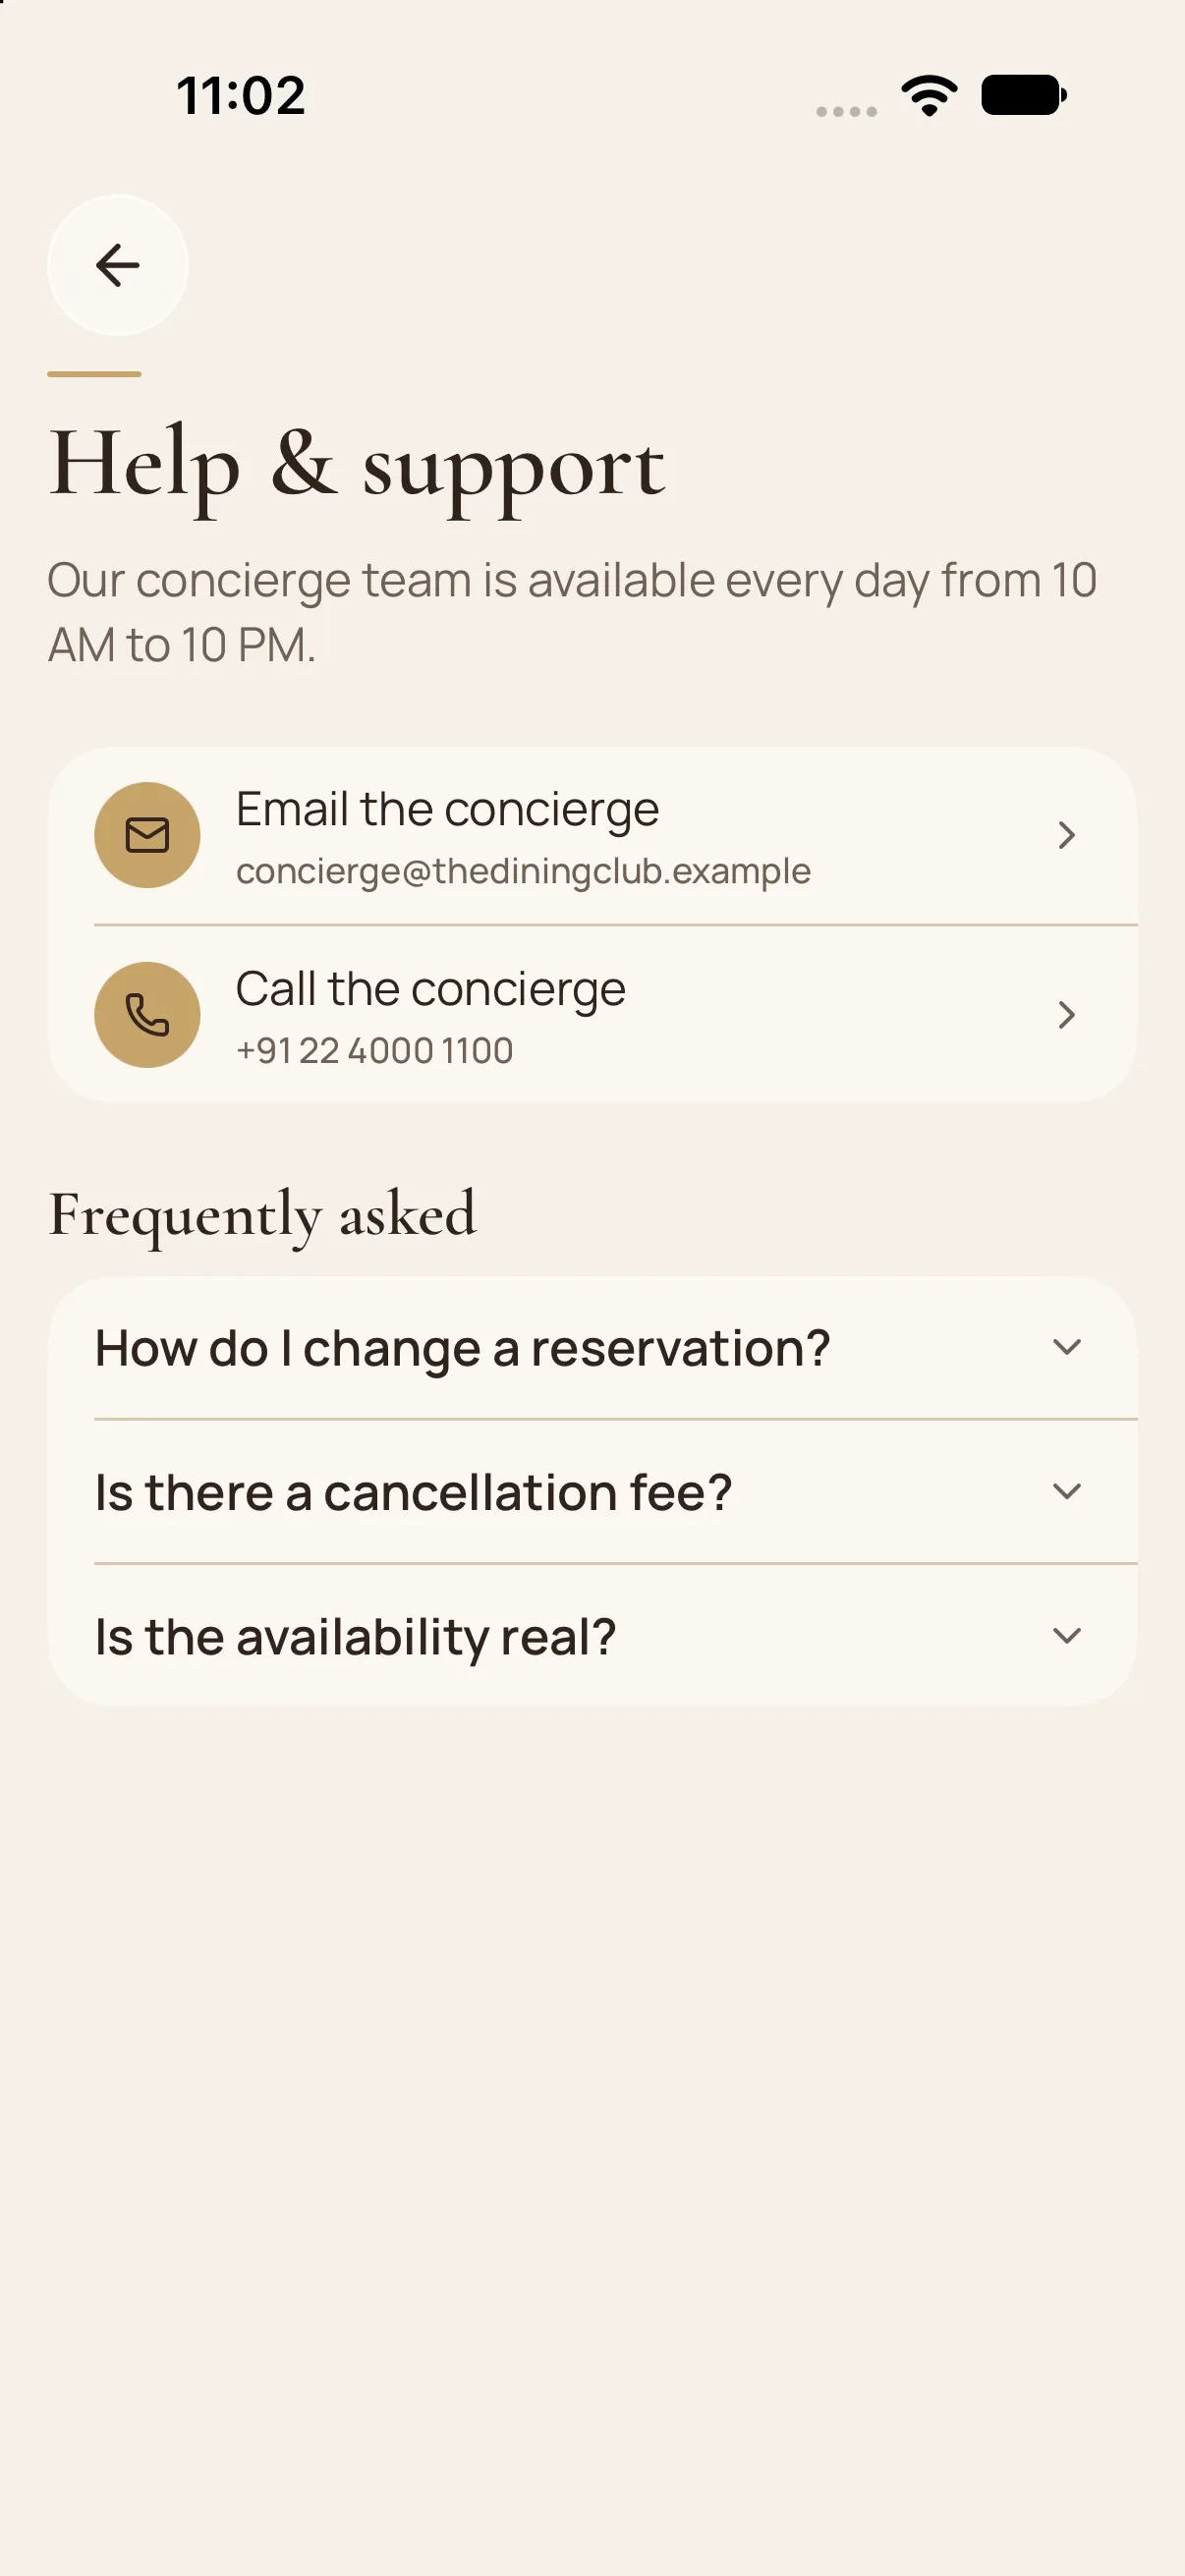 11:02
Help & support
Our concierge team is available every day from 10
AM to 10 PM.
Email the concierge
concierge@thediningclub.example
Call the concierge
+91 22 4000 1100
Frequently asked
How do I change a reservation?
Is there a cancellation fee?
Is the availability real?